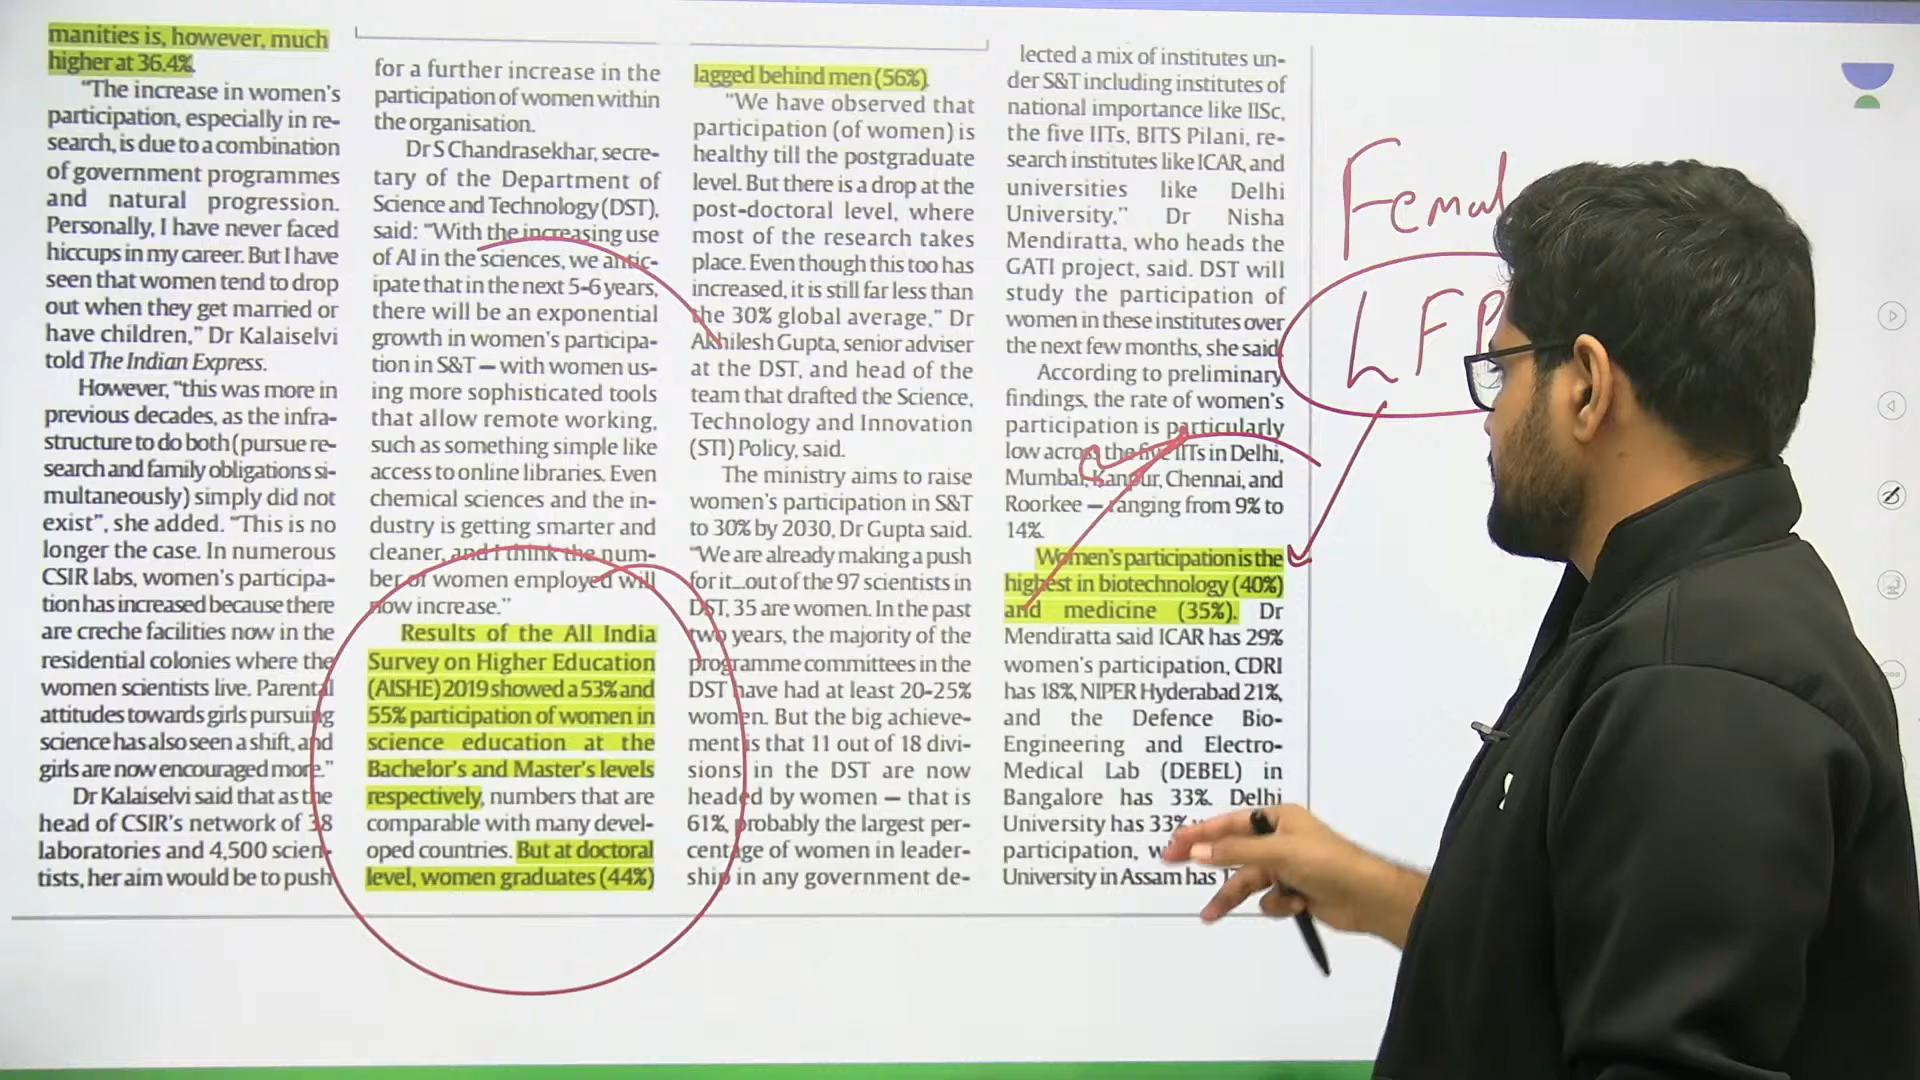 manities is, however, much
higher at 36.4%.
"The increase in women's
participation, especially in re-
search, is due to a combination
of government programmes
and natural progression.
Personally, I have never faced
hiccups in my career. But I have
seen that women tend to drop
out when they get married or
have children," Dr Kalaiselvi
told The Indian Express.
However, "this was more in
previous decades, as the infra-
structure to do both (pursue re-
search and family obligations si-
multaneously) simply did not
exist", she added. "This is no
longer the case. In numerous
CSIR labs, women's participa-
tion has increased because there
are creche facilities now in the
residential colonies where the
women scientists live. Parental
attitudes towards girls pursuing
science has also seen a shift, and
girls are now encouraged more."
Dr Kalaiselvi said that as the
head of CSIR's network of 38
laboratories and 4,500 scien-
tists, her aim would be to push
for a further increase in the
participation of women within
the organisation.
Dr S Chandrasekhar, secre-
tary of the Department of
Science and Technology (DST),
said: "With the increasing use
of AI in the sciences, we antic-
ipate that in the next 5-6 years,
there will be an exponential
growth in women's participa-
tion in S&T — with women us-
ing more sophisticated tools
that allow remote working,
such as something simple like
access to online libraries. Even
chemical sciences and the in-
dustry is getting smarter and
cleaner, and I think the num-
ber of women employed will
now increase."
Results of the All India
Survey on Higher Education
(AISHE) 2019 showed a 53% and
55% participation of women in
science education at the
Bachelor's and Master's levels
respectively, numbers that are
comparable with many devel-
oped countries. But at doctoral
level, women graduates (44%)
lagged behind men (56%).
"We have observed that
participation (of women) is
healthy till the postgraduate
level. But there is a drop at the
post-doctoral level, where
most of the research takes
place. Even though this too has
increased, it is still far less than
the 30% global average," Dr
Akhilesh Gupta, senior adviser
at the DST, and head of the
team that drafted the Science,
Technology and Innovation
(STI) Policy, said.
The ministry aims to raise
women's participation in S&T
to 30% by 2030, Dr Gupta said.
"We are already making a push
for it...out of the 97 scientists in
DST, 35 are women. In the past
two years, the majority of the
programme committees in the
DST have had at least 20-25%
women. But the big achieve-
ment is that 11 out of 18 divi-
sions in the DST are now
headed by women — that is
61%, probably the largest per-
centage of women in leader-
ship in any government de-
lected a mix of institutes un-
der S&T including institutes of
national importance like IISc,
the five IITs, BITS Pilani, re-
search institutes like ICAR, and
universities like Delhi
University." Dr Nisha
Mendiratta, who heads the
GATI project, said. DST will
study the participation of
women in these institutes over
the next few months, she said.
According to preliminary
findings, the rate of women's
participation is particularly
low across the five IITs in Delhi,
Mumbai, Kanpur, Chennai, and
Roorkee — ranging from 9% to
14%.
Women's participation is the
highest in biotechnology (40%)
and medicine (35%). Dr
Mendiratta said ICAR has 29%
women's participation, CDRI
has 18%, NIPER Hyderabad 21%,
and the Defence Bio-
Engineering and Electro-
Medical Lab (DEBEL) in
Bangalore has 33%. Delhi
University has 33%
participation,
University in Assam has
Femal
LFP